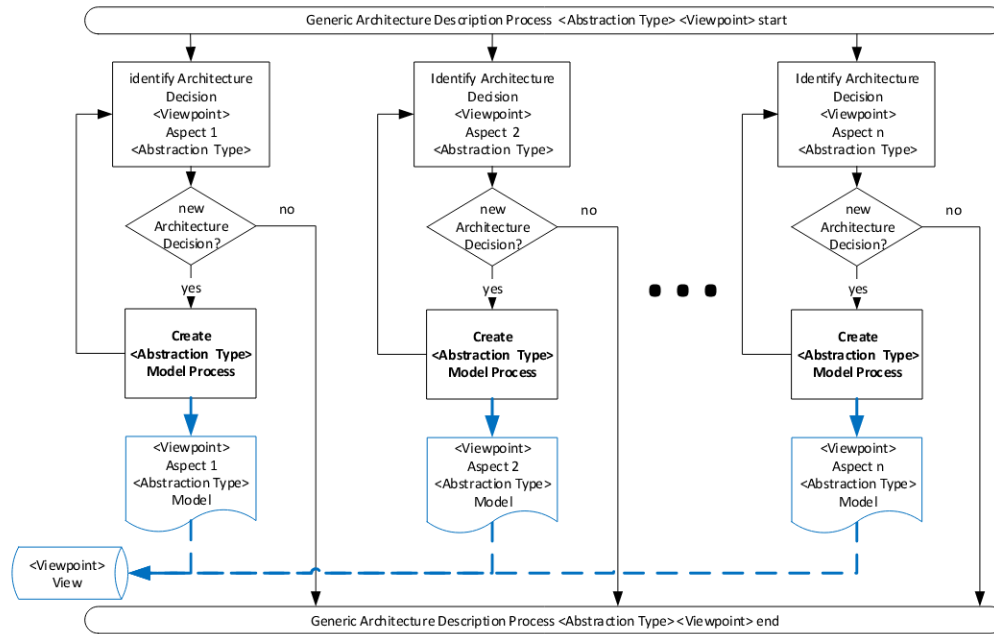 Generic Architecture Description Process <Abstraction Type> <Viewpoint> start
identify Architecture
Decision
<Viewpoint>
Aspect 1
<Abstraction Type>
new
Architecture
Decision?
no
yes
Create
<Abstraction Type>
Model Process
<Viewpoint>
Aspect 1
<Abstraction Type>
Model
Identify Architecture
Decision
<Viewpoint>
Aspect 2
<Abstraction Type>
new
Architecture
Decision?
no
yes
Create
<Abstraction Type>
Model Process
<Viewpoint>
Aspect 2
<Abstraction Type>
Model
Identify Architecture
Decision
<Viewpoint>
Aspect n
<Abstraction Type>
new
Architecture
Decision?
no
yes
Create
<Abstraction Type>
Model Process
<Viewpoint>
Aspect n
<Abstraction Type>
Model
<Viewpoint>
View
Generic Architecture Description Process <Abstraction Type> <Viewpoint> end